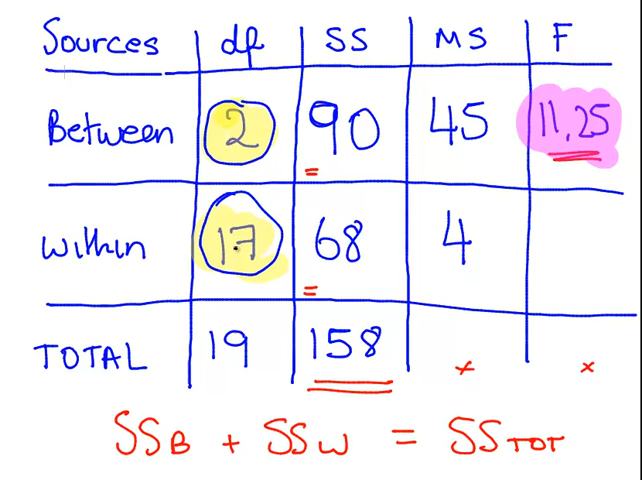 Sources df SS MS F
Between 2 90 45 11,25
=
Within 17 68 4
=
TOTAL 19 158 × ×
SSB + SSW = SSTOT